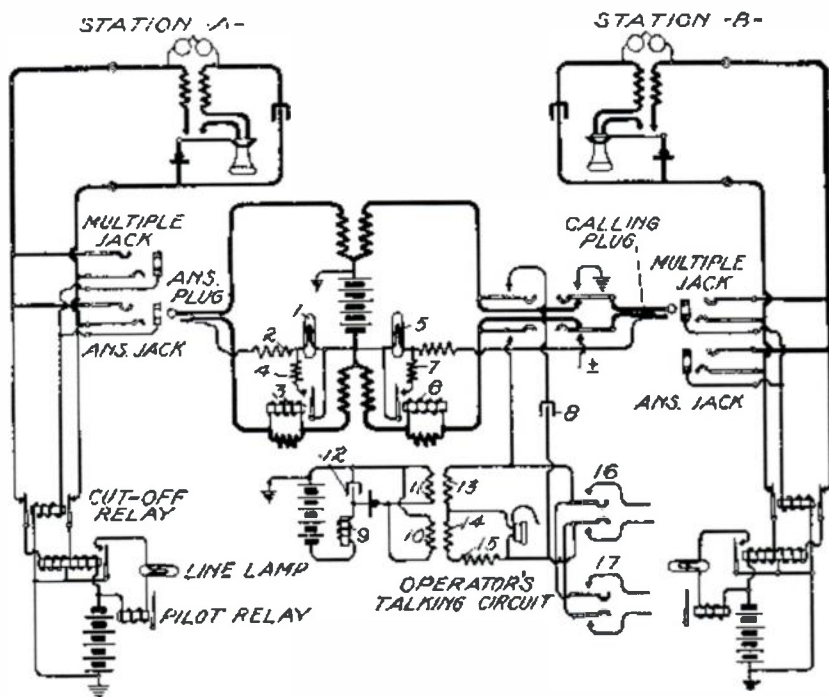 STATION -A-
STATION -B-
MULTIPLE
JACK
ANS.
PLUG
ANS. JACK
CALLING
PLUG
MULTIPLE
JACK
ANS. JACK
1
2
3
4
5
6
7
±
8
12
9
11
10
13
14
15
16
17
CUT-OFF
RELAY
LINE LAMP
PILOT RELAY
OPERATOR'S
TALKING CIRCUIT